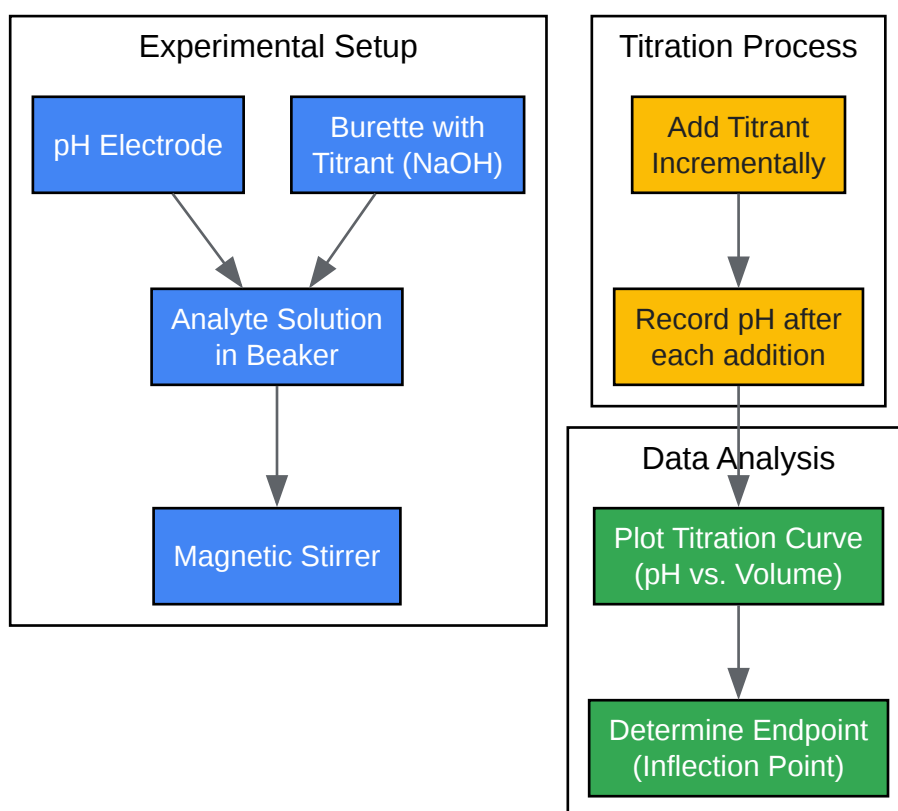 Experimental Setup
pH Electrode
Burette with
Titrant (NaOH)
Analyte Solution
in Beaker
Magnetic Stirrer
Titration Process
Add Titrant
Incrementally
Record pH after
each addition
Data Analysis
Plot Titration Curve
(pH vs. Volume)
Determine Endpoint
(Inflection Point)